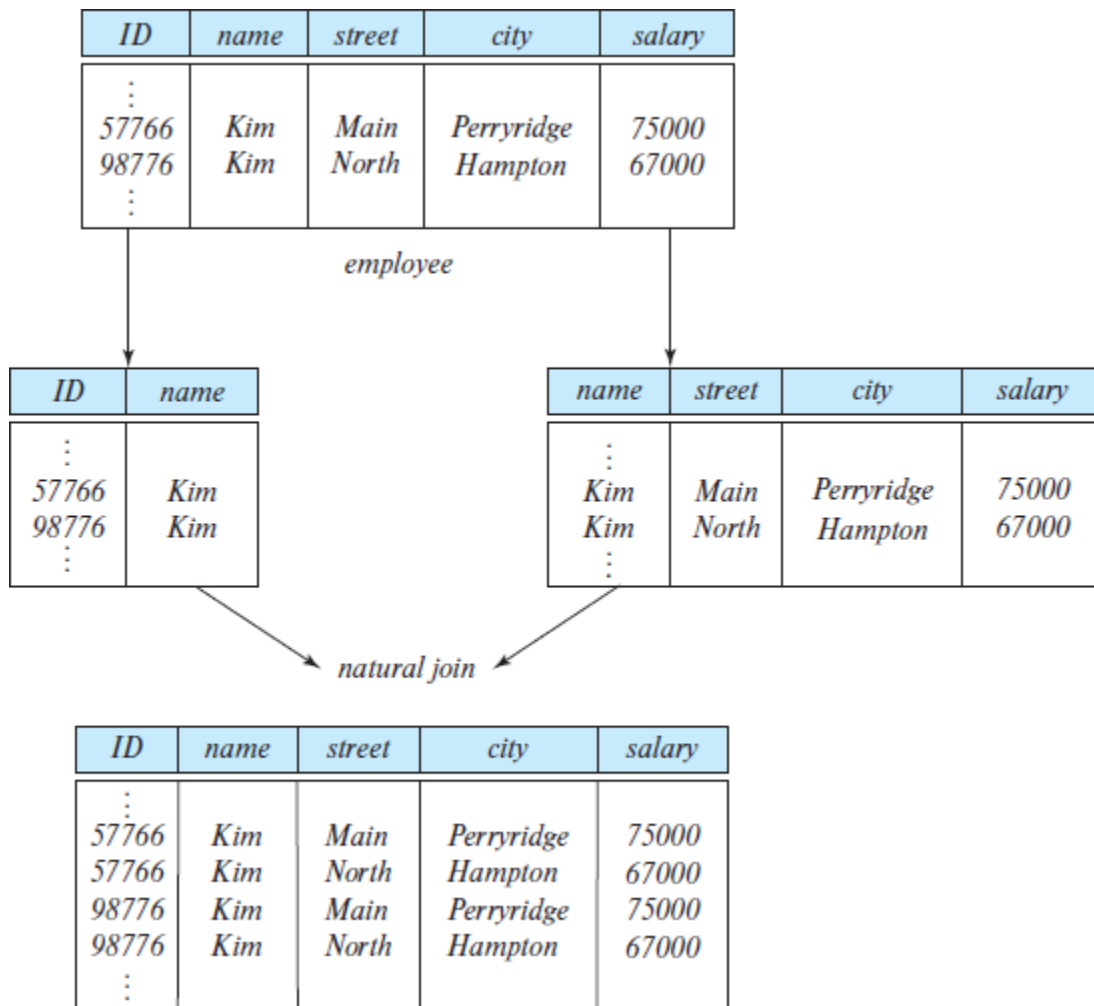 ID name street city salary
⋮
57766 Kim Main Perryridge 75000
98776 Kim North Hampton 67000
⋮
employee
ID name
⋮
57766 Kim
98776 Kim
⋮
name street city salary
⋮
Kim Main Perryridge 75000
Kim North Hampton 67000
⋮
natural join
ID name street city salary
⋮
57766 Kim Main Perryridge 75000
57766 Kim North Hampton 67000
98776 Kim Main Perryridge 75000
98776 Kim North Hampton 67000
⋮